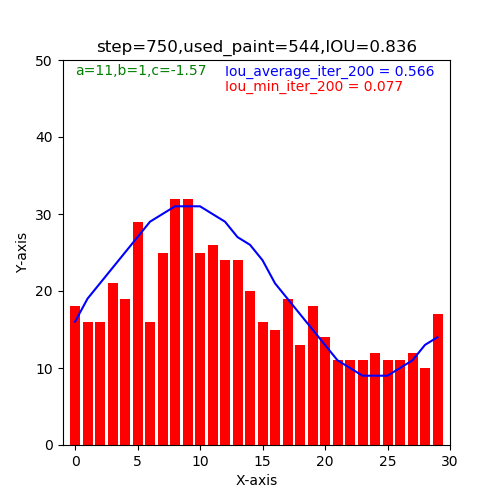 step=750,used_paint=544,IOU=0.836
a=11,b=1,c=-1.57
Iou_average_iter_200 = 0.566
Iou_min_iter_200 = 0.077
50
40
30
20
10
0
Y-axis
0 5 10 15 20 25 30
X-axis